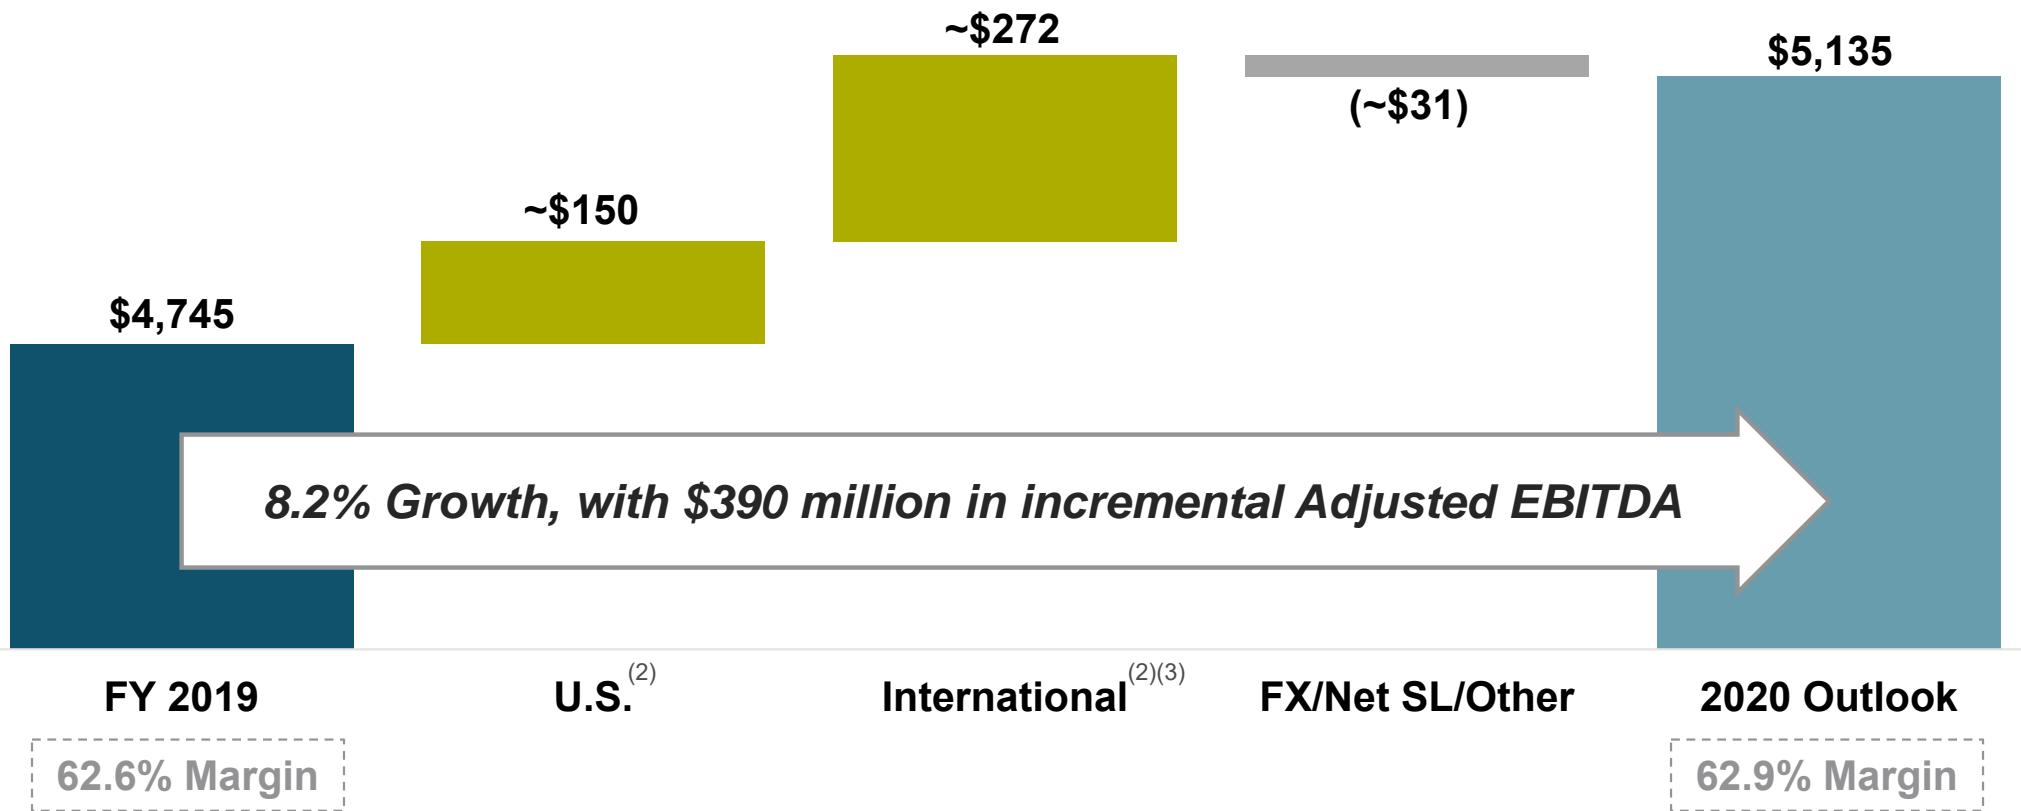 ~$272
$5,135
(~$31)
~$150
$4,745
8.2% Growth, with $390 million in incremental Adjusted EBITDA
FY 2019
U.S.(2)
International(2)(3)
FX/Net SL/Other
2020 Outlook
62.6% Margin
62.9% Margin